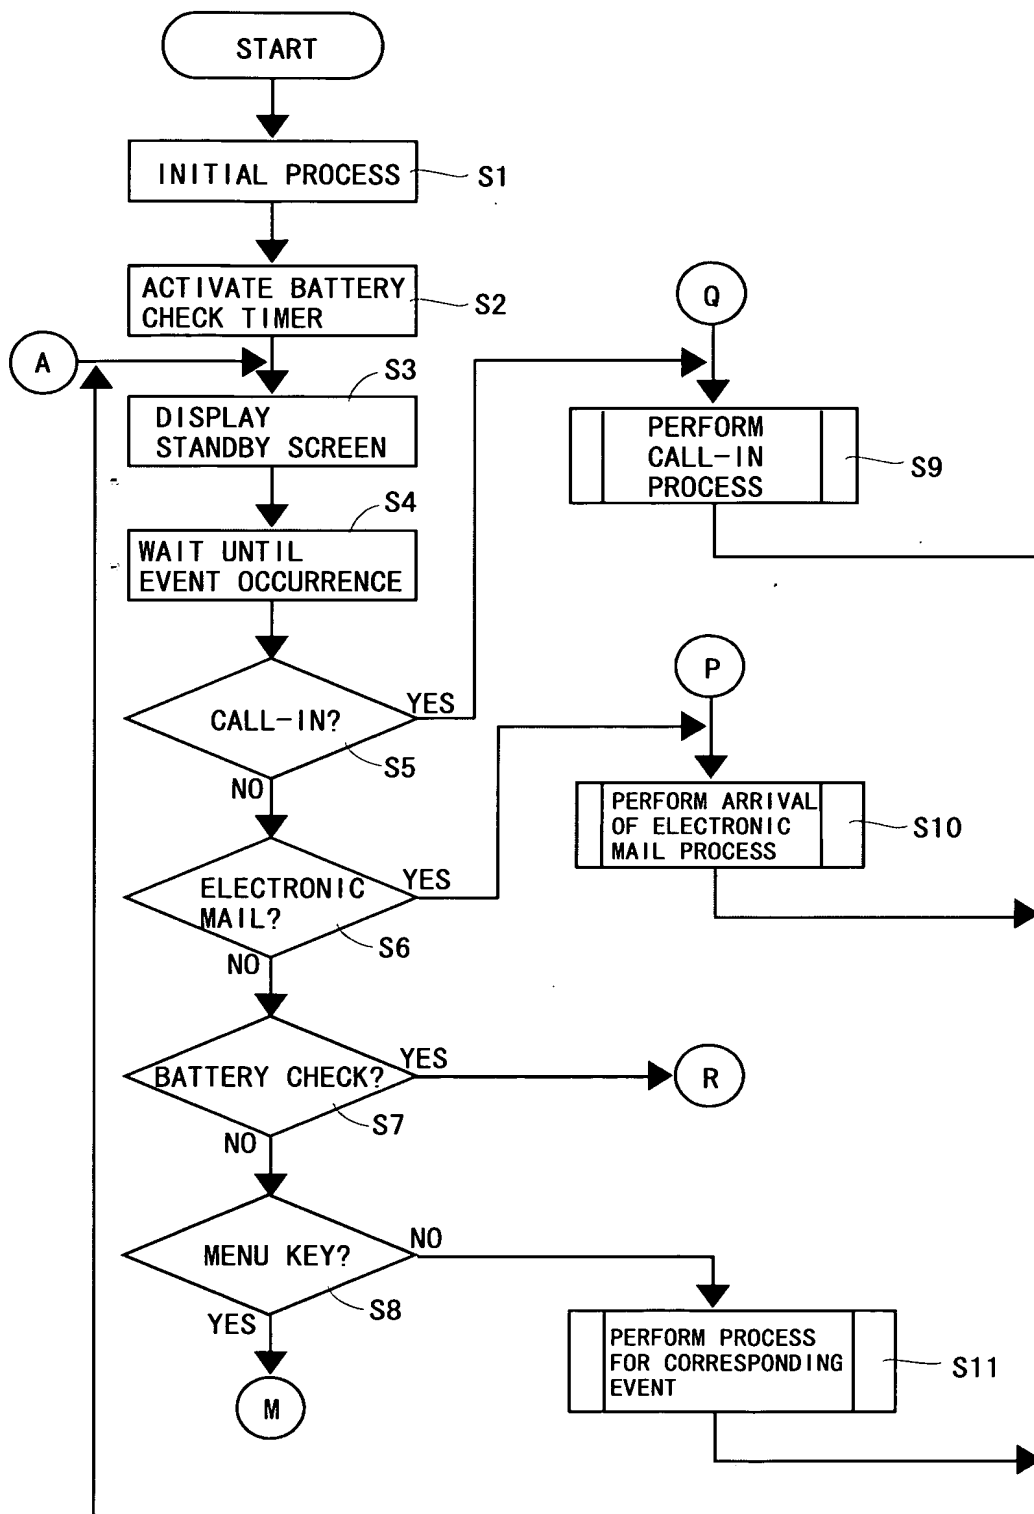 START
INITIAL PROCESS
S1
ACTIVATE BATTERY
CHECK TIMER
S2
A
S3
DISPLAY
STANDBY SCREEN
S4
WAIT UNTIL
EVENT OCCURRENCE
CALL-IN?
YES
S5
NO
ELECTRONIC
MAIL?
YES
S6
NO
BATTERY CHECK?
YES
S7
NO
R
MENU KEY?
NO
S8
YES
M
Q
PERFORM
CALL-IN
PROCESS
S9
P
PERFORM ARRIVAL
OF ELECTRONIC
MAIL PROCESS
S10
PERFORM PROCESS
FOR CORRESPONDING
EVENT
S11